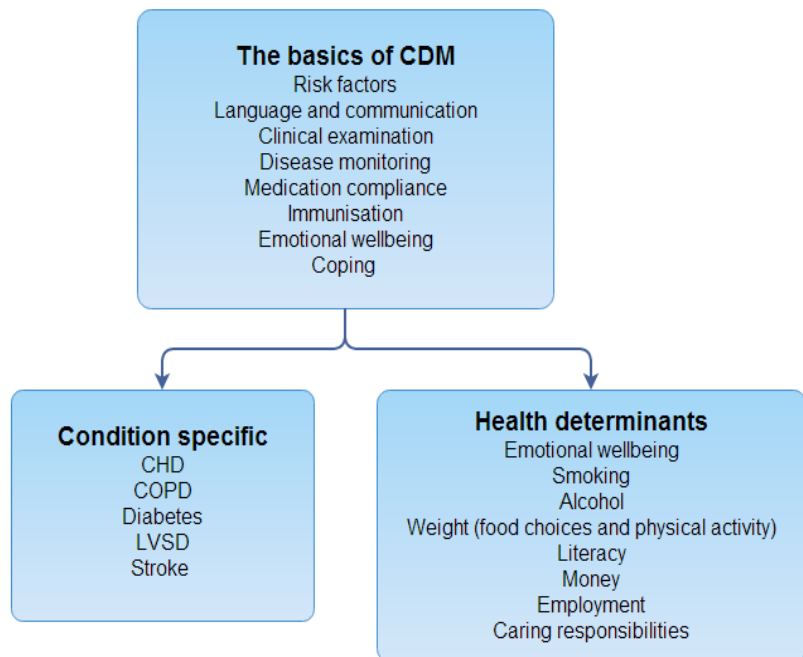 The basics of CDM
Risk factors
Language and communication
Clinical examination
Disease monitoring
Medication compliance
Immunisation
Emotional wellbeing
Coping
Condition specific
CHD
COPD
Diabetes
LVSD
Stroke
Health determinants
Emotional wellbeing
Smoking
Alcohol
Weight (food choices and physical activity)
Literacy
Money
Employment
Caring responsibilities